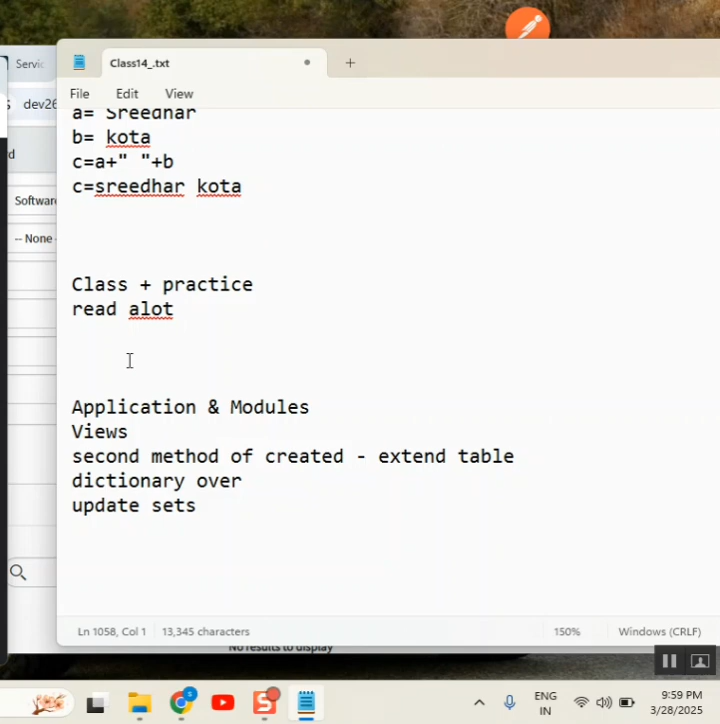 Servic
Class14_.txt
dev26
File Edit View
a= Sreedhar
b= kota
c=a+" "+b
c=sreedhar kota
Softwar
-- None -
Class + practice
read alot
Application & Modules
Views
second method of created - extend table
dictionary over
update sets
Ln 1058, Col 1 13,345 characters 150% Windows (CRLF)
No results to display
ENG
IN
9:59 PM
3/28/2025